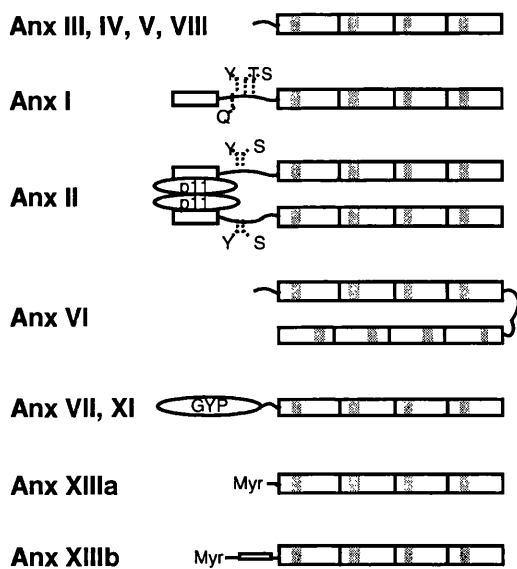 Anx III, IV, V, VIII
Y T S
Anx I
Q
Y S
p11
Anx II
p11
Y S
Anx VI
Anx VII, XI GYP
Anx XIIIa Myr
Anx XIIIb Myr